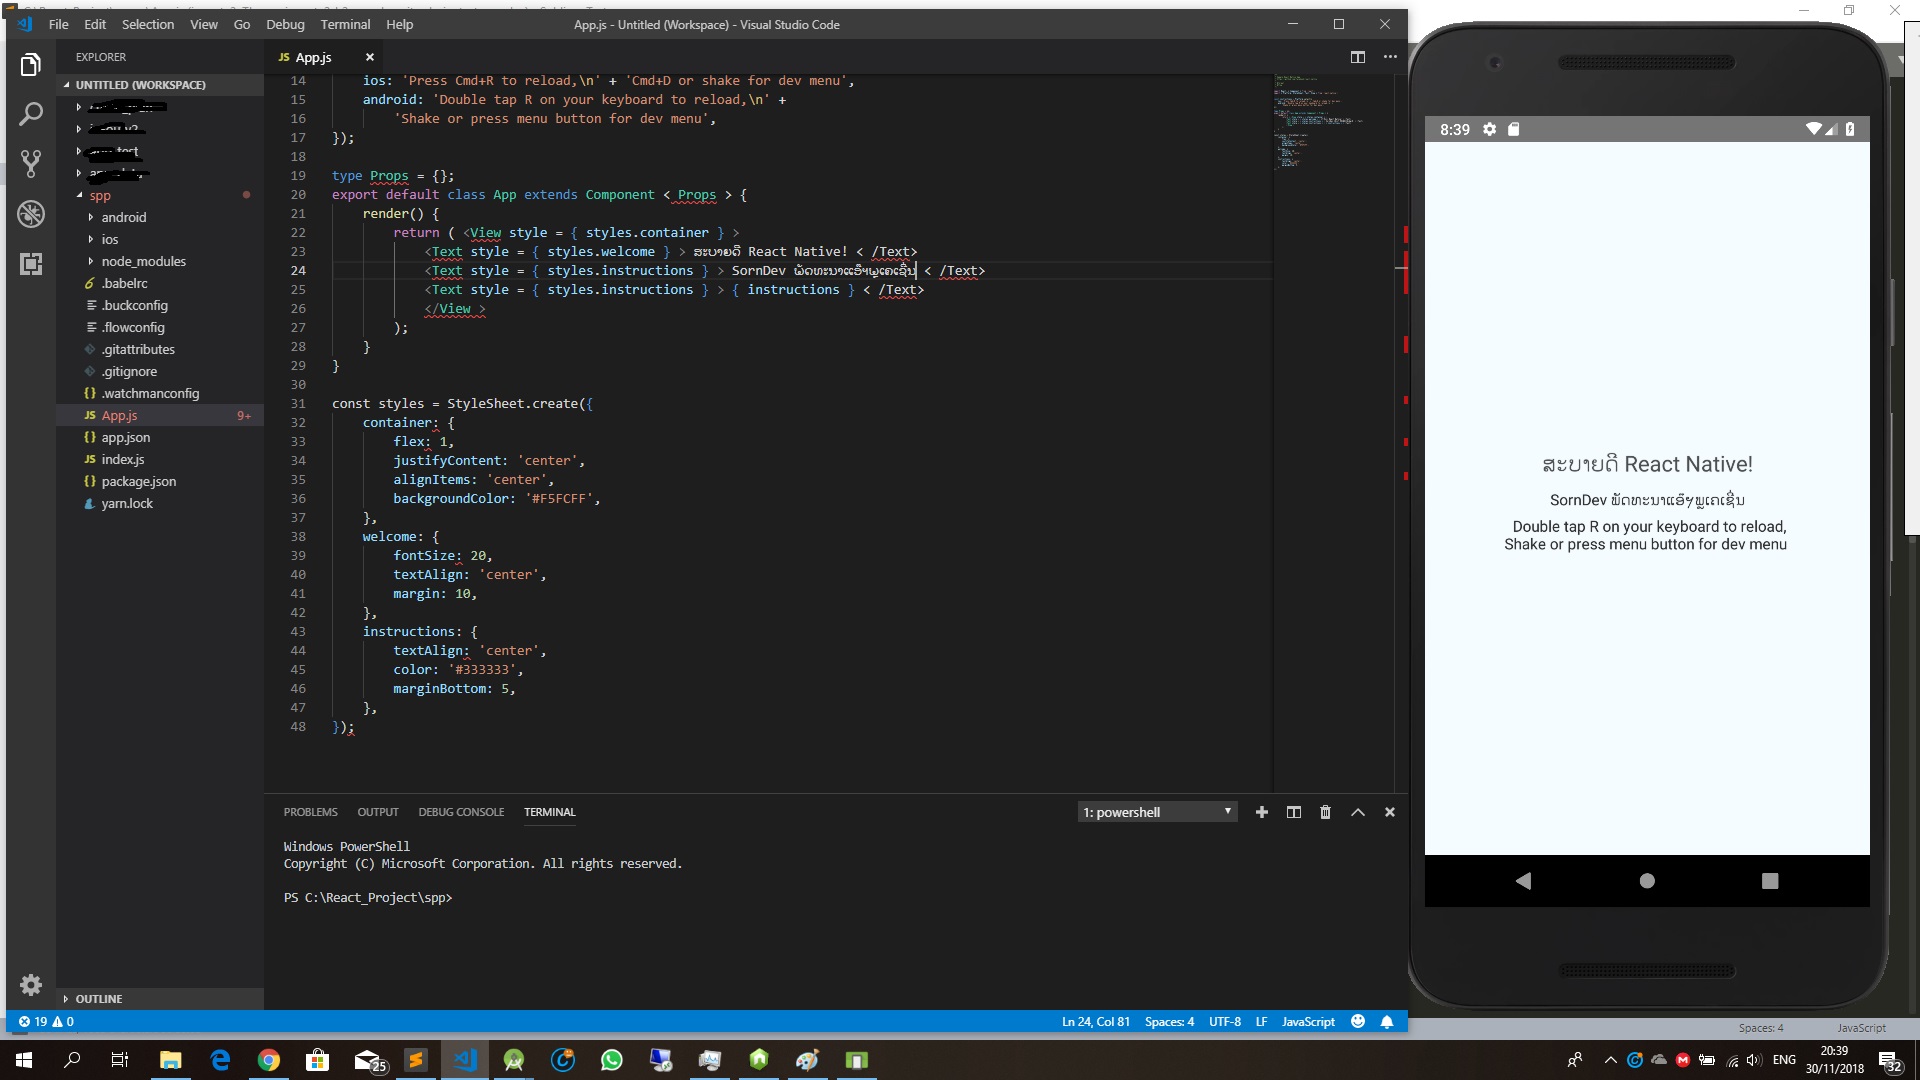 File Edit Selection View Go Debug Terminal Help
App.js - Untitled (Workspace) - Visual Studio Code
EXPLORER
UNTITLED (WORKSPACE)
spp
android
ios
node_modules
.babelrc
.buckconfig
.flowconfig
.gitattributes
.gitignore
.watchmanconfig
JS App.js 9+
{} app.json
JS index.js
{} package.json
yarn.lock
OUTLINE
JS App.js
14 ios: 'Press Cmd+R to reload,\n' + 'Cmd+D or shake for dev menu',
15 android: 'Double tap R on your keyboard to reload,\n' +
16 'Shake or press menu button for dev menu',
17 });
18
19 type Props = {};
20 export default class App extends Component < Props > {
21 render() {
22 return ( <View style = { styles.container } >
23 <Text style = { styles.welcome } > ສະບາຍດີ React Native! < /Text>
24 <Text style = { styles.instructions } > SornDev ພັດທະນາແອັຯພຼີເຄເຊິ່ນ < /Text>
25 <Text style = { styles.instructions } > { instructions } < /Text>
26 </View >
27 );
28 }
29 }
30
31 const styles = StyleSheet.create({
32 container: {
33 flex: 1,
34 justifyContent: 'center',
35 alignItems: 'center',
36 backgroundColor: '#F5FCFF',
37 },
38 welcome: {
39 fontSize: 20,
40 textAlign: 'center',
41 margin: 10,
42 },
43 instructions: {
44 textAlign: 'center',
45 color: '#333333',
46 marginBottom: 5,
47 },
48 });
PROBLEMS OUTPUT DEBUG CONSOLE TERMINAL
1: powershell
Windows PowerShell
Copyright (C) Microsoft Corporation. All rights reserved.
PS C:\React_Project\spp>
19 0
Ln 24, Col 81 Spaces: 4 UTF-8 LF JavaScript
8:39
ສະບາຍດີ React Native!
SornDev ພັດທະນາແອັຯພຼີເຄເຊິ່ນ
Double tap R on your keyboard to reload,
Shake or press menu button for dev menu
Spaces: 4 JavaScript
25
ENG
20:39
30/11/2018
32